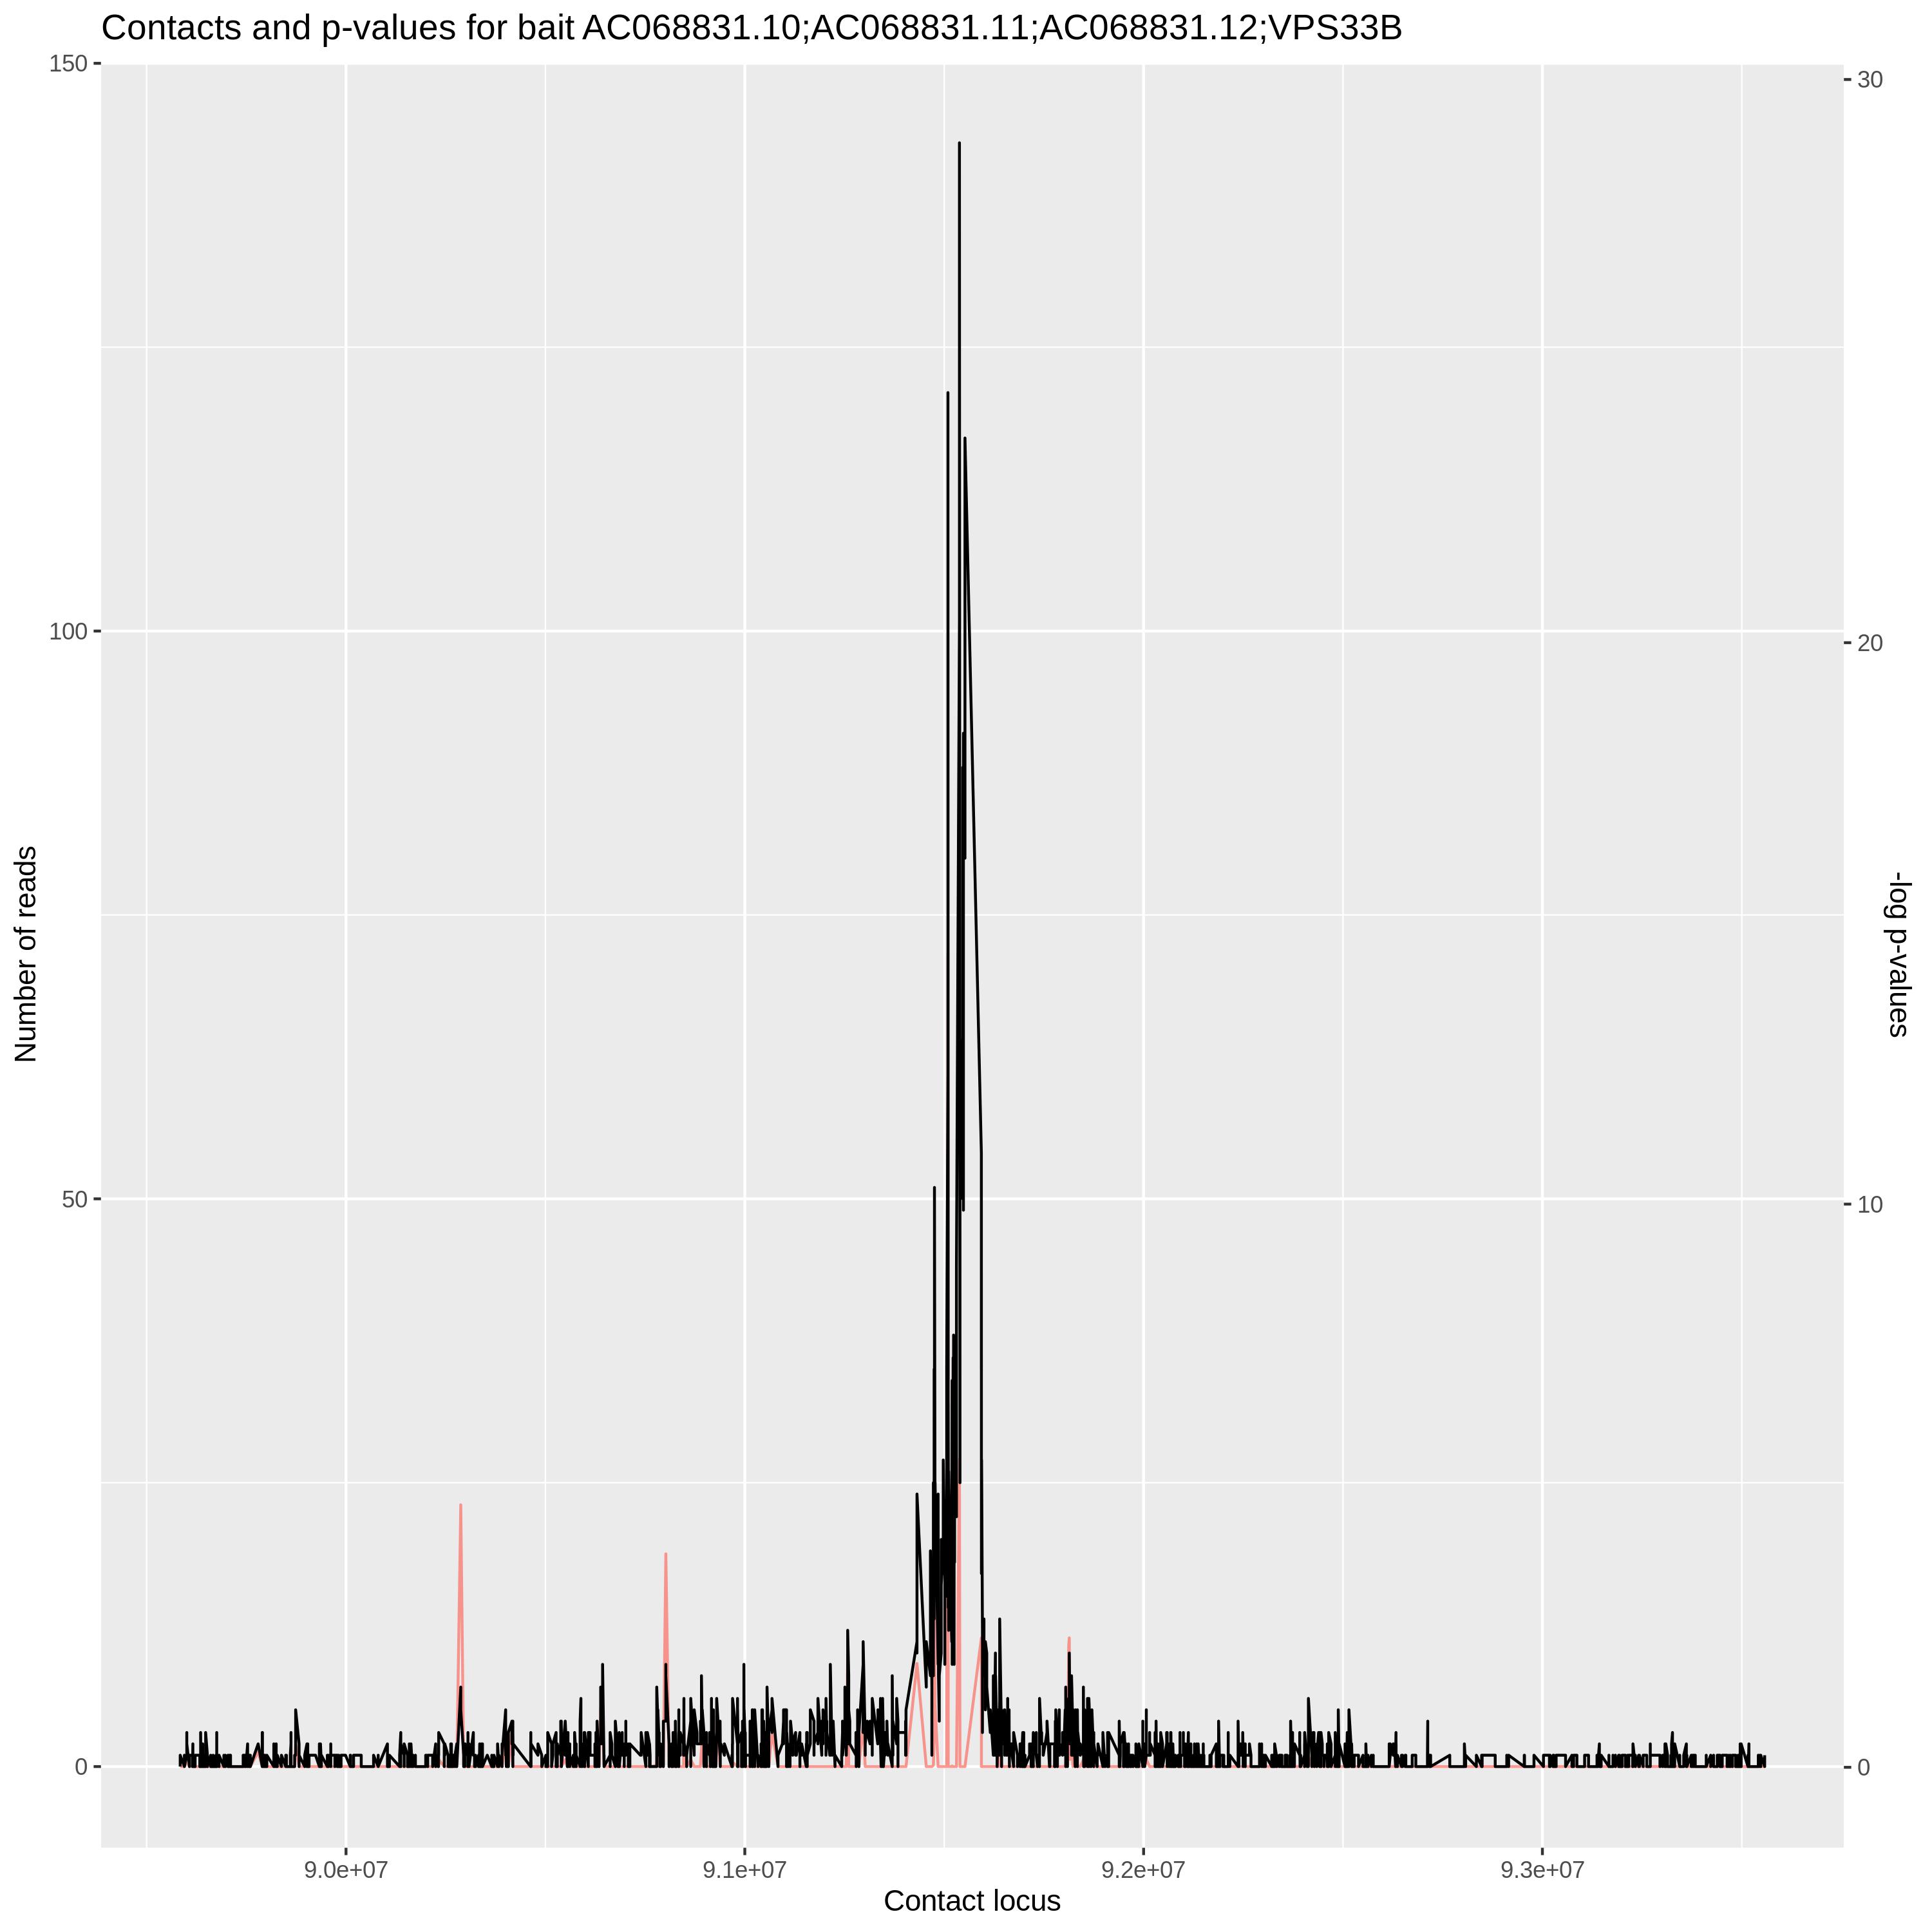 Contacts and p-values for bait AC068831.10;AC068831.11;AC068831.12;VPS33B
150
100
50
0
Number of reads
30
20
10
0
-log p-values
9.0e+07
9.1e+07
9.2e+07
9.3e+07
Contact locus